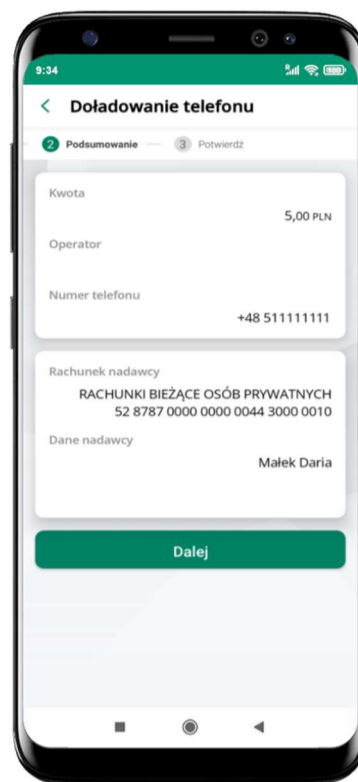 9:34
Doładowanie telefonu
2 Podsumowanie 3 Potwierdź
Kwota
5,00 PLN
Operator
Numer telefonu
+48 511111111
Rachunek nadawcy
RACHUNKI BIEŻĄCE OSÓB PRYWATNYCH
52 8787 0000 0000 0044 3000 0010
Dane nadawcy
Małek Daria
Dalej